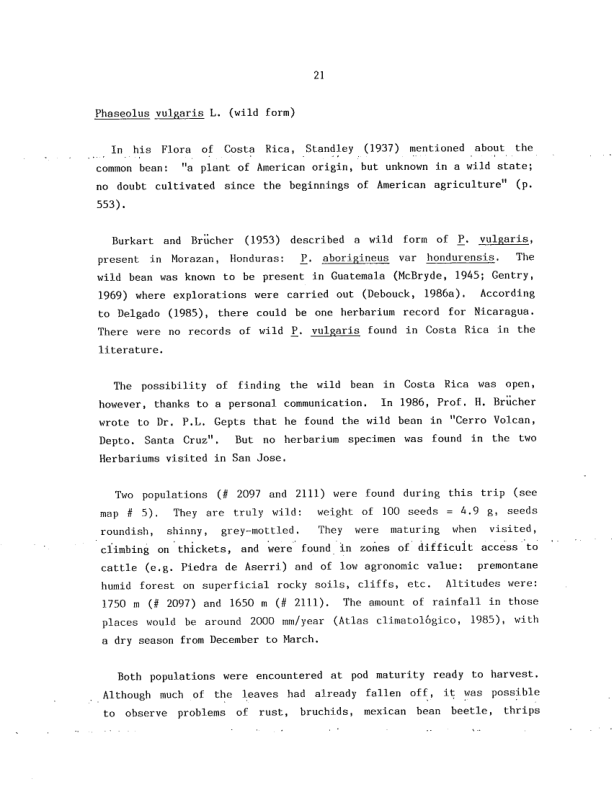 21
Phaseolus vulgaris L. (wild form)
In his Flora of Costa Rica, Standley (1937) mentioned about the
common bean: "a plant of American origin, but unknown in a wild state;
no doubt cultivated since the beginnings of American agriculture" (p.
553).
Burkart and Brücher (1953) described a wild form of P. vulgaris,
present in Morazan, Honduras: P. aborigineus var hondurensis. The
wild bean was known to be present in Guatemala (McBryde, 1945; Gentry,
1969) where explorations were carried out (Debouck, 1986a). According
to Delgado (1985), there could be one herbarium record for Nicaragua.
There were no records of wild P. vulgaris found in Costa Rica in the
literature.
The possibility of finding the wild bean in Costa Rica was open,
however, thanks to a personal communication. In 1986, Prof. H. Brücher
wrote to Dr. P.L. Gepts that he found the wild bean in "Cerro Volcan,
Depto. Santa Cruz". But no herbarium specimen was found in the two
Herbariums visited in San Jose.
Two populations (# 2097 and 2111) were found during this trip (see
map # 5). They are truly wild: weight of 100 seeds = 4.9 g, seeds
roundish, shinny, grey-mottled. They were maturing when visited,
climbing on thickets, and were found in zones of difficult access to
cattle (e.g. Piedra de Aserri) and of low agronomic value: premontane
humid forest on superficial rocky soils, cliffs, etc. Altitudes were:
1750 m (# 2097) and 1650 m (# 2111). The amount of rainfall in those
places would be around 2000 mm/year (Atlas climatológico, 1985), with
a dry season from December to March.
Both populations were encountered at pod maturity ready to harvest.
Although much of the leaves had already fallen off, it was possible
to observe problems of rust, bruchids, mexican bean beetle, thrips